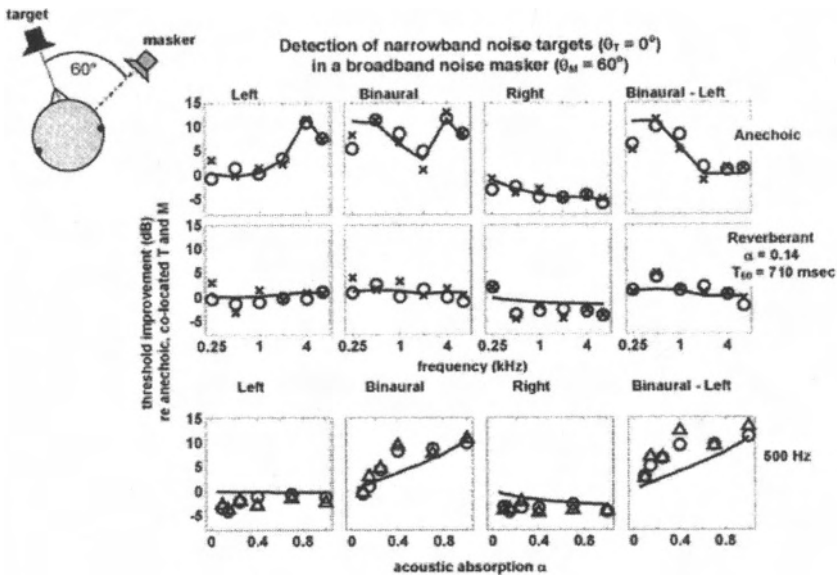 target
masker
60°
Detection of narrowband noise targets (θT = 0°)
in a broadband noise masker (θM = 60°)
Left Binaural Right Binaural - Left
15
10
5
0
-5
Anechoic
15
10
5
0
-5
Reverberant
α = 0.14
T60 = 710 msec
0.25 1 4 0.25 1 4 0.25 1 4 0.25 1 4
frequency (kHz)
threshold improvement (dB)
re anechoic, co-located T and M
Left Binaural Right Binaural - Left
15
10
5
0
-5
500 Hz
0 0.4 0.8 0 0.4 0.8 0 0.4 0.8 0 0.4 0.8
acoustic absorption α